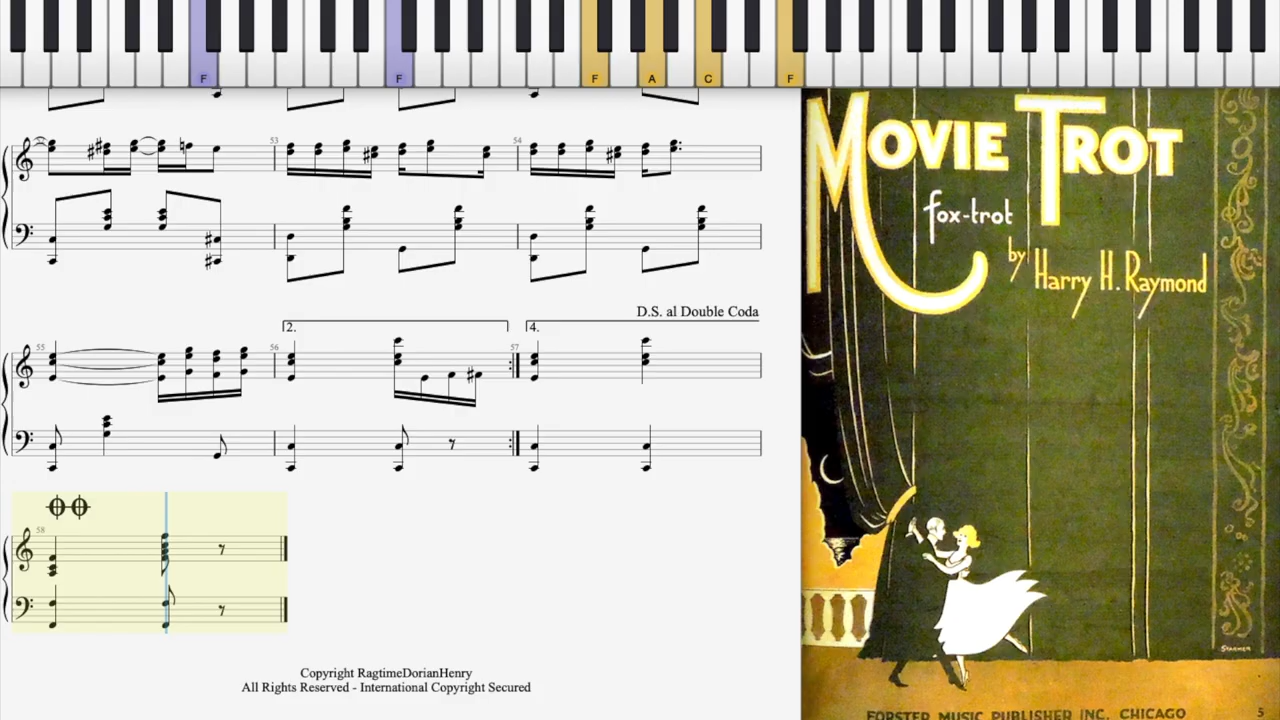 F F F A C F
53
54
D.S. al Double Coda
2. 4.
55
56
57
58
Copyright RagtimeDorianHenry
All Rights Reserved - International Copyright Secured
MOVIE TROT
fox-trot
by Harry H. Raymond
STARMER
FORSTER MUSIC PUBLISHER INC. CHICAGO 5